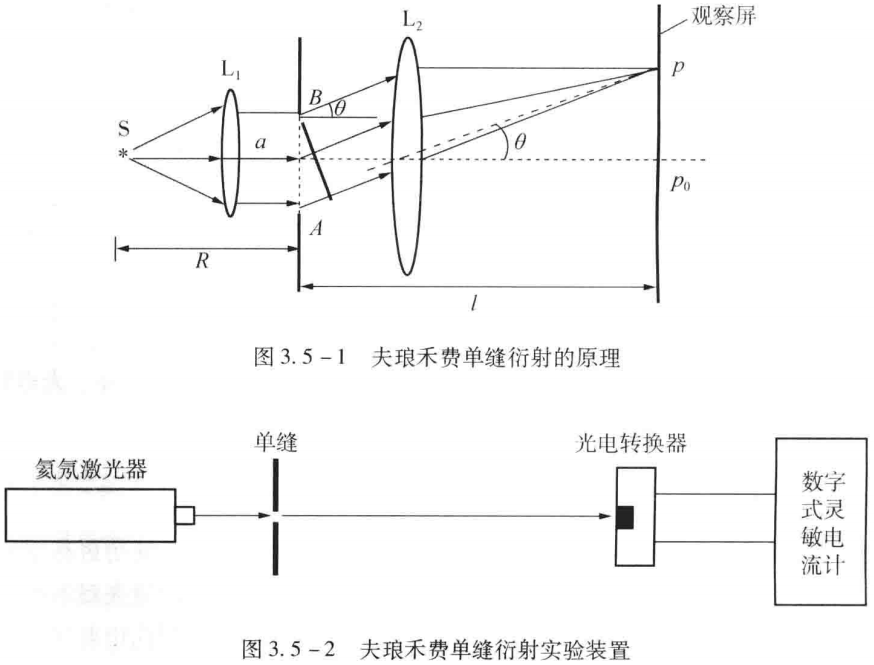 L₂
观察屏
L₁
B
p
θ
S
*
a
θ
p₀
A
R
l
图 3.5-1 夫琅禾费单缝衍射的原理
单缝
光电转换器
氦氖激光器
数字
式灵
敏电
流计
图 3.5-2 夫琅禾费单缝衍射实验装置